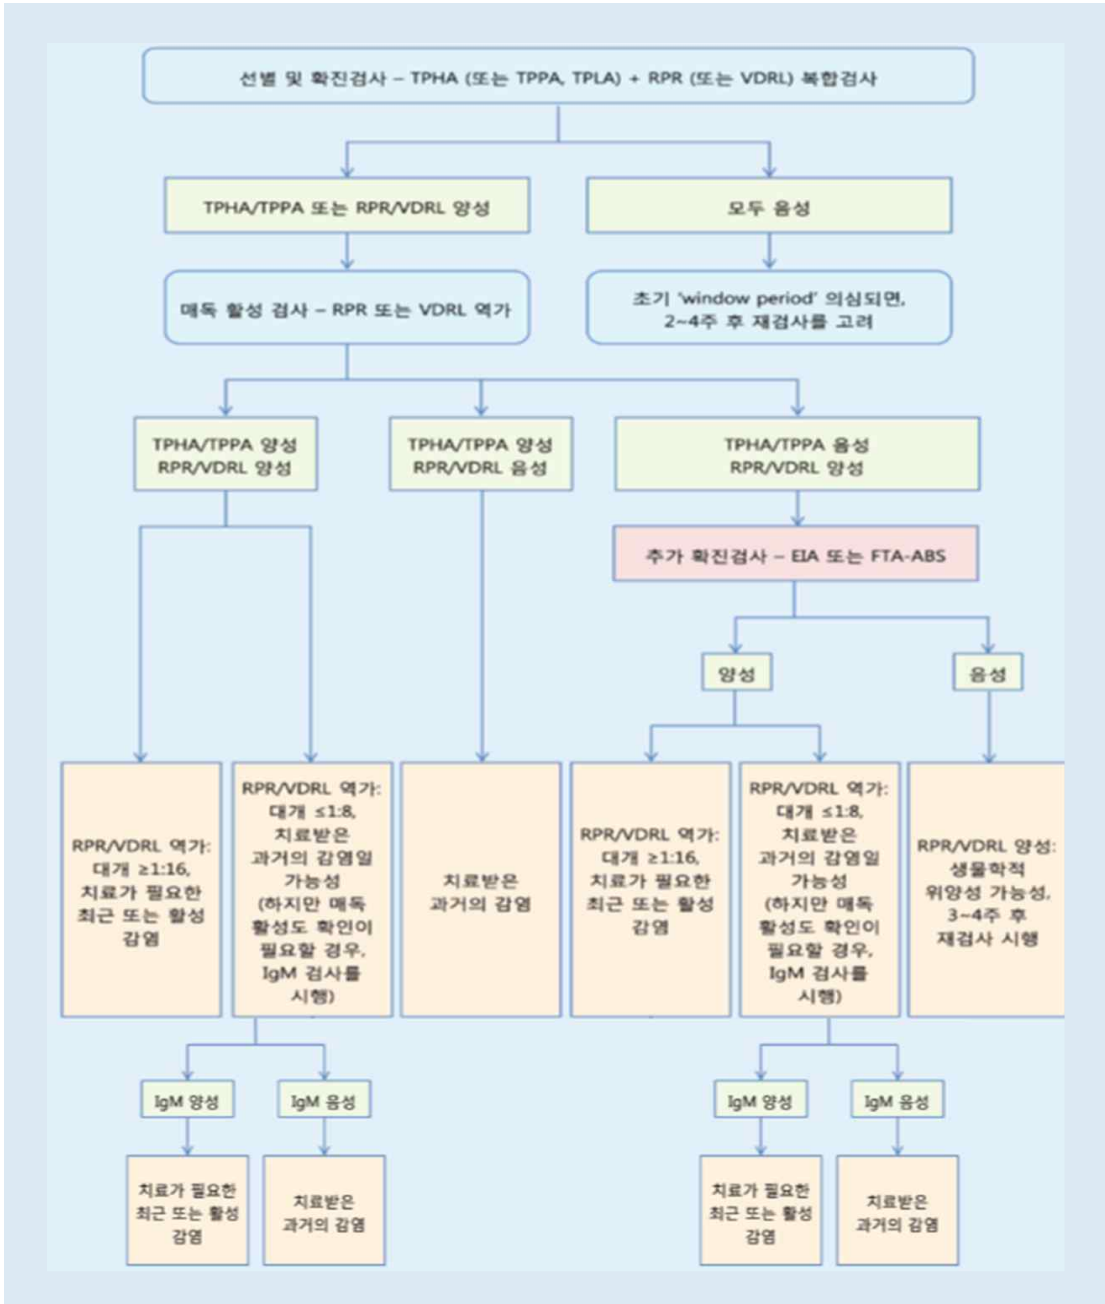 선별 및 확진검사 – TPHA (또는 TPPA, TPLA) + RPR (또는 VDRL) 복합검사
TPHA/TPPA 또는 RPR/VDRL 양성
모두 음성
매독 활성 검사 – RPR 또는 VDRL 역가
초기 ‘window period’ 의심되면,
2~4주 후 재검사를 고려
TPHA/TPPA 양성
RPR/VDRL 양성
TPHA/TPPA 양성
RPR/VDRL 음성
TPHA/TPPA 음성
RPR/VDRL 양성
추가 확진검사 – EIA 또는 FTA-ABS
양성
음성
RPR/VDRL 역가:
대개 ≥1:16,
치료가 필요한
최근 또는 활성
감염
RPR/VDRL 역가:
대개 ≤1:8,
치료받은
과거의 감염일
가능성
(하지만 매독
활성도 확인이
필요할 경우,
IgM 검사를
시행)
치료받은
과거의 감염
RPR/VDRL 역가:
대개 ≥1:16,
치료가 필요한
최근 또는 활성
감염
RPR/VDRL 역가:
대개 ≤1:8,
치료받은
과거의 감염일
가능성
(하지만 매독
활성도 확인이
필요할 경우,
IgM 검사를
시행)
RPR/VDRL 양성:
생물학적
위양성 가능성,
3~4주 후
재검사 시행
IgM 양성
IgM 음성
IgM 양성
IgM 음성
치료가 필요한
최근 또는 활성
감염
치료받은
과거의 감염
치료가 필요한
최근 또는 활성
감염
치료받은
과거의 감염